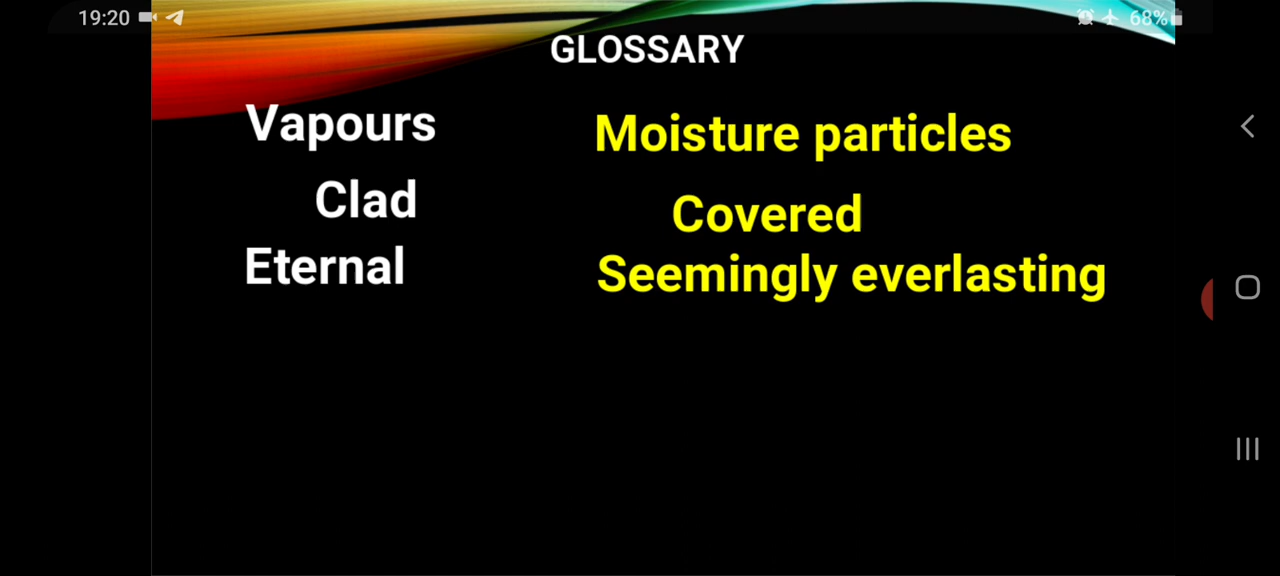 19:20 68%
GLOSSARY
Vapours Moisture particles
Clad Covered
Eternal Seemingly everlasting